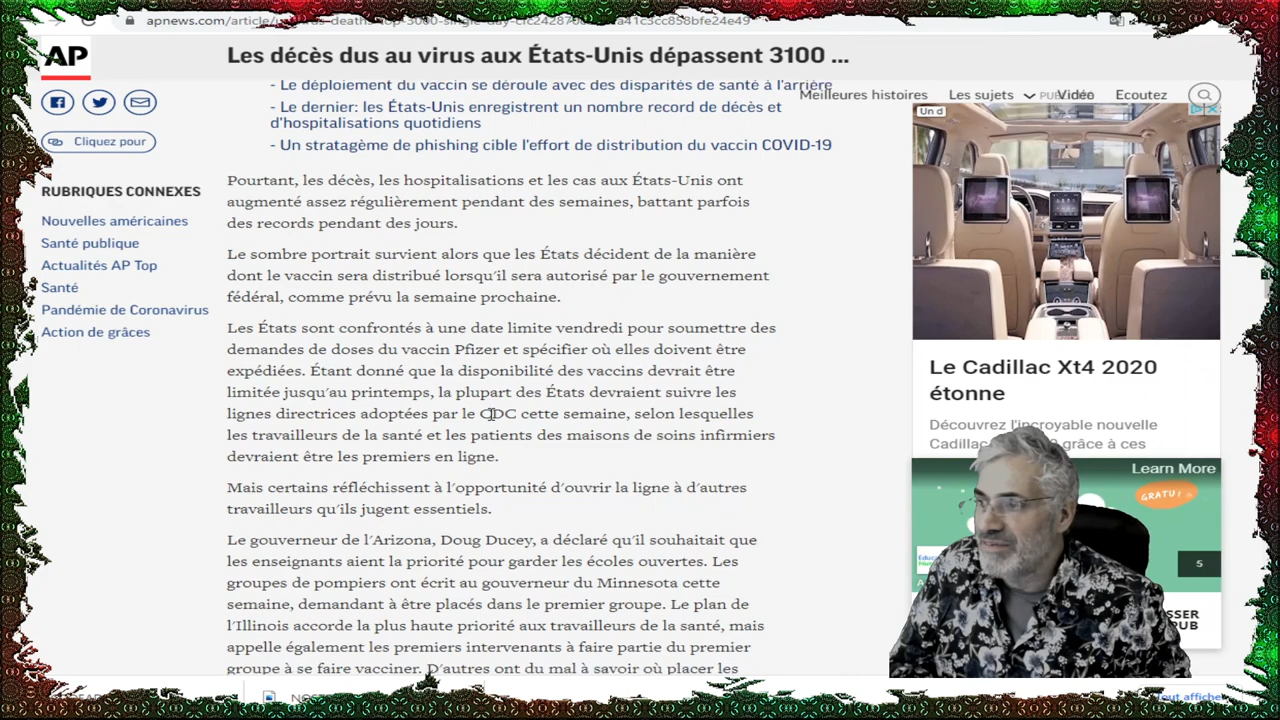 apnews.com/article/
AP
Les décès dus au virus aux États-Unis dépassent 3100 ...
- Le déploiement du vaccin se déroule avec des disparités de santé à l'arrière
- Le dernier: les États-Unis enregistrent un nombre record de décès et
d'hospitalisations quotidiens
- Un stratagème de phishing cible l'effort de distribution du vaccin COVID-19
Meilleures histoires
Les sujets
Vidéo
Ecoutez
Cliquez pour
RUBRIQUES CONNEXES
Nouvelles américaines
Santé publique
Actualités AP Top
Santé
Pandémie de Coronavirus
Action de grâces
Pourtant, les décès, les hospitalisations et les cas aux États-Unis ont
augmenté assez régulièrement pendant des semaines, battant parfois
des records pendant des jours.
Le sombre portrait survient alors que les États décident de la manière
dont le vaccin sera distribué lorsqu'il sera autorisé par le gouvernement
fédéral, comme prévu la semaine prochaine.
Les États sont confrontés à une date limite vendredi pour soumettre des
demandes de doses du vaccin Pfizer et spécifier où elles doivent être
expédiées. Étant donné que la disponibilité des vaccins devrait être
limitée jusqu'au printemps, la plupart des États devraient suivre les
lignes directrices adoptées par le CDC cette semaine, selon lesquelles
les travailleurs de la santé et les patients des maisons de soins infirmiers
devraient être les premiers en ligne.
Mais certains réfléchissent à l'opportunité d'ouvrir la ligne à d'autres
travailleurs qu'ils jugent essentiels.
Le gouverneur de l'Arizona, Doug Ducey, a déclaré qu'il souhaitait que
les enseignants aient la priorité pour garder les écoles ouvertes. Les
groupes de pompiers ont écrit au gouverneur du Minnesota cette
semaine, demandant à être placés dans le premier groupe. Le plan de
l'Illinois accorde la plus haute priorité aux travailleurs de la santé, mais
appelle également les premiers intervenants à faire partie du premier
groupe à se faire vacciner. D'autres ont du mal à savoir où placer les
Un d
Le Cadillac Xt4 2020
étonne
Découvrez l'incroyable nouvelle
grâce à ces
Learn More
GRATU!
5
tout affiche